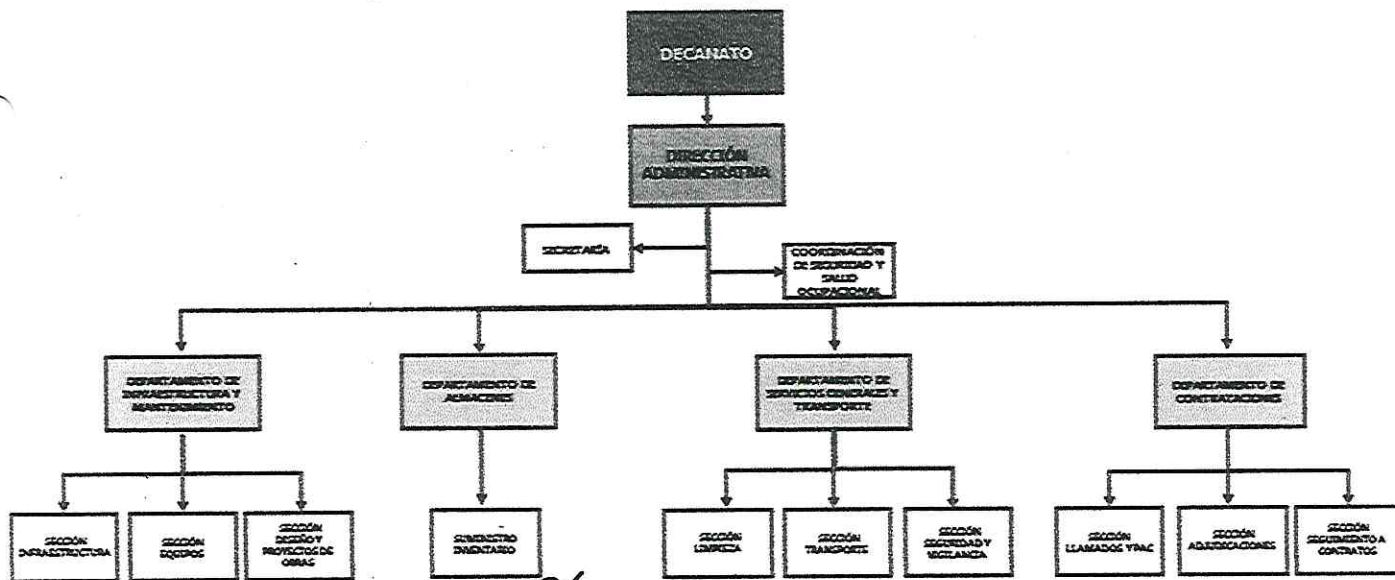 DECANATO
DIRECCIÓN
ADMINISTRATIVA
SECRETARÍA
COORDINACIÓN
DE SEGURIDAD Y
SALUD
OCUPACIONAL
DEPARTAMENTO DE
INFRAESTRUCTURA Y
MANTENIMIENTO
DEPARTAMENTO DE
ALMACENES
DEPARTAMENTO DE
SERVICIOS GENERALES Y
TRANSPORTE
DEPARTAMENTO DE
CONTRATACIONES
SECCIÓN
INFRAESTRUCTURA
SECCIÓN
EQUIPOS
SECCIÓN
DISEÑO Y
PROYECTOS DE
OBRAS
SUMINISTRO
INVENTARIO
SECCIÓN
LIMPIEZA
SECCIÓN
TRANSPORTE
SECCIÓN
SEGURIDAD Y
VIGILANCIA
SECCIÓN
LLAMADOS Y PAC
SECCIÓN
ADJUDICACIONES
SECCIÓN
SEGUIMIENTO A
CONTRATOS